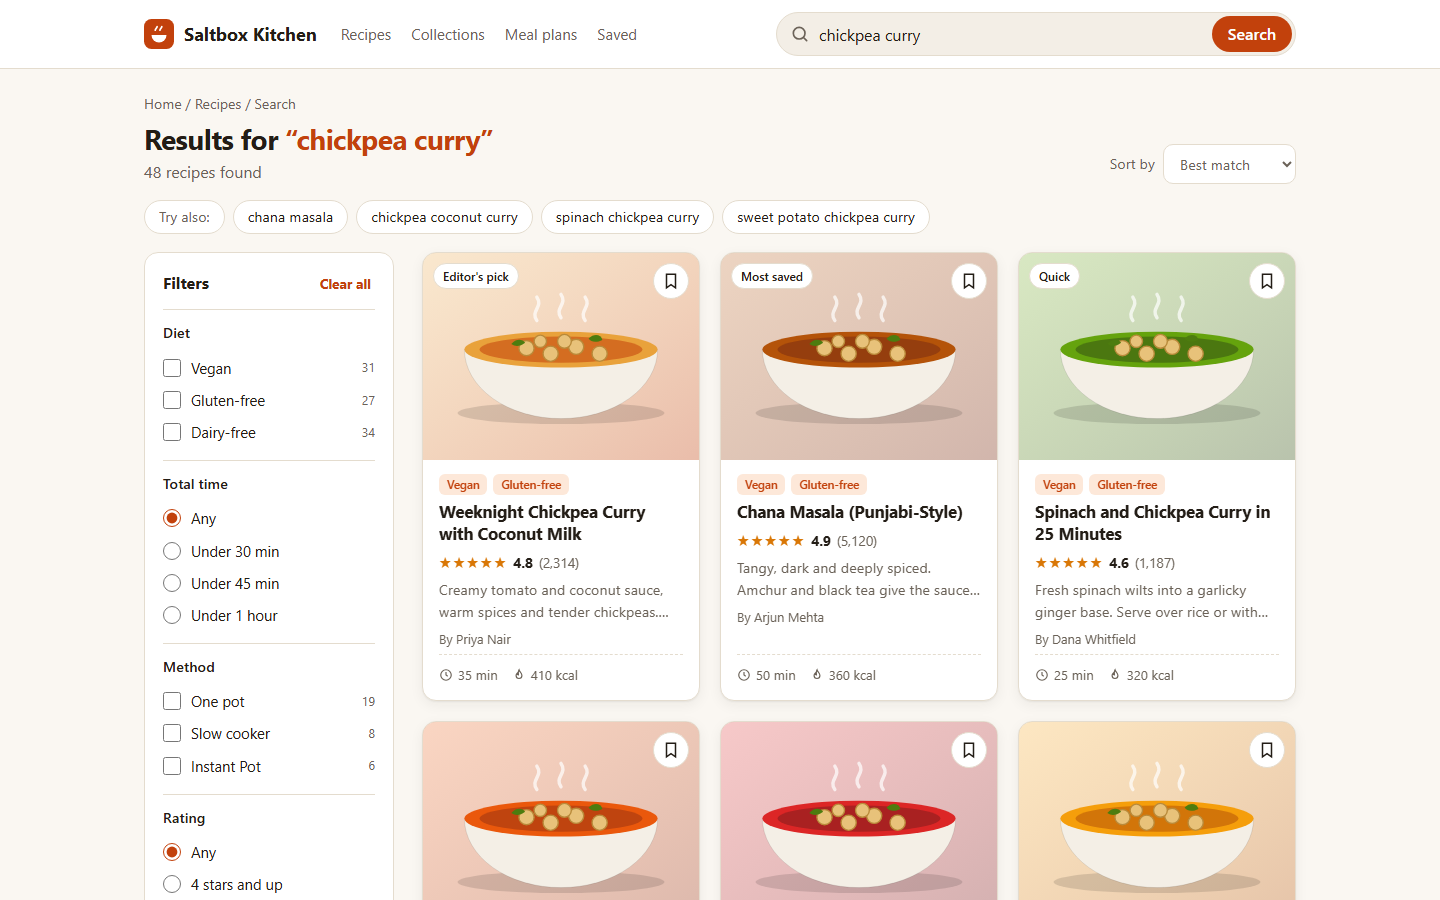 Saltbox Kitchen
Recipes
Collections
Meal plans
Saved
chickpea curry
Search
Home / Recipes / Search
Results for “chickpea curry”
48 recipes found
Sort by
Best match
Try also:
chana masala
chickpea coconut curry
spinach chickpea curry
sweet potato chickpea curry
Filters
Clear all
Diet
Vegan 31
Gluten-free 27
Dairy-free 34
Total time
Any
Under 30 min
Under 45 min
Under 1 hour
Method
One pot 19
Slow cooker 8
Instant Pot 6
Rating
Any
4 stars and up
Editor's pick
Vegan Gluten-free
Weeknight Chickpea Curry
with Coconut Milk
★★★★★ 4.8 (2,314)
Creamy tomato and coconut sauce,
warm spices and tender chickpeas....
By Priya Nair
35 min 410 kcal
Most saved
Vegan Gluten-free
Chana Masala (Punjabi-Style)
★★★★★ 4.9 (5,120)
Tangy, dark and deeply spiced.
Amchur and black tea give the sauce...
By Arjun Mehta
50 min 360 kcal
Quick
Vegan Gluten-free
Spinach and Chickpea Curry in
25 Minutes
★★★★★ 4.6 (1,187)
Fresh spinach wilts into a garlicky
ginger base. Serve over rice or with...
By Dana Whitfield
25 min 320 kcal